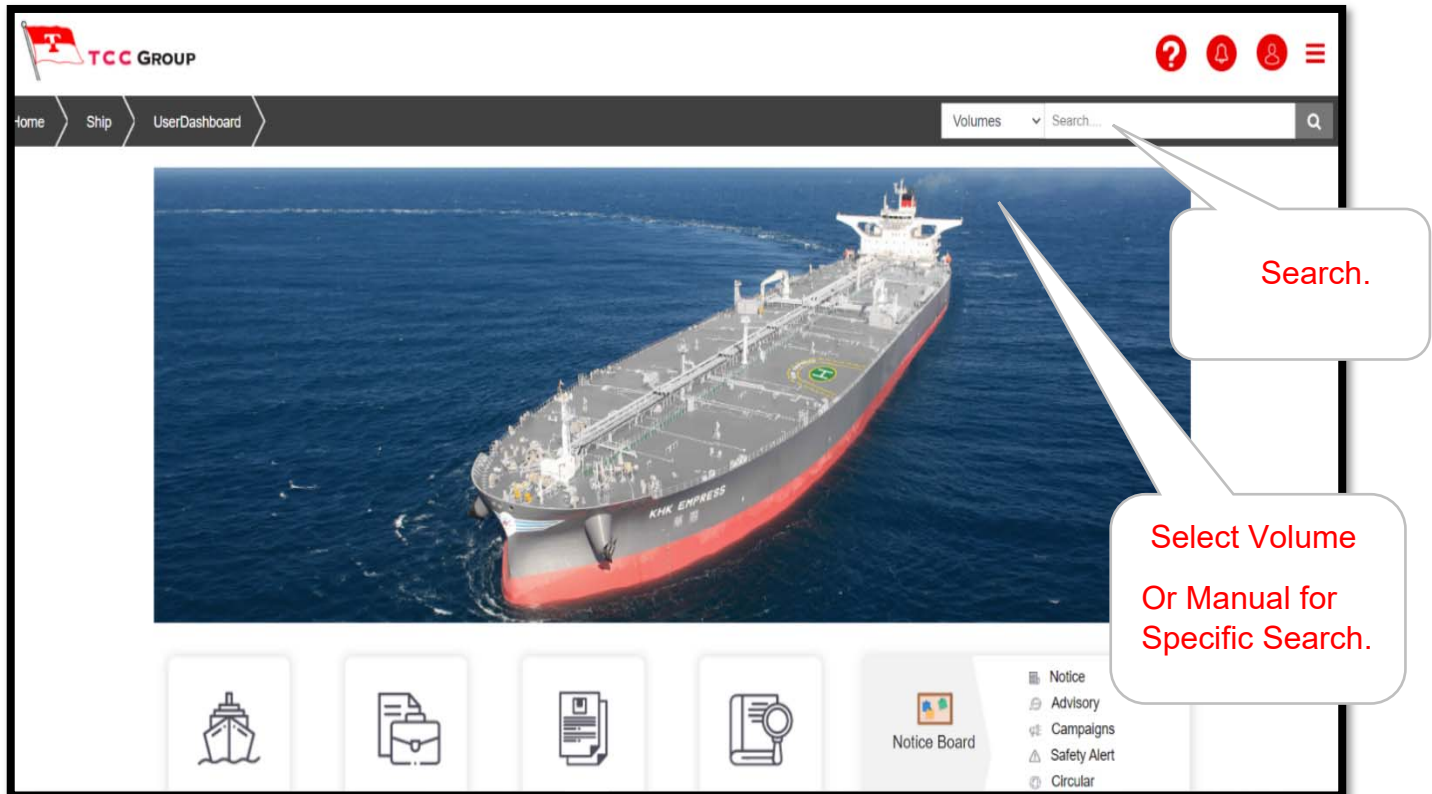 T
TCC GROUP
?
Home
Ship
UserDashboard
Volumes
Search....
Search.
H
KHK EMPRESS
Select Volume
Or Manual for
Specific Search.
Notice Board
Notice
Advisory
Campaigns
Safety Alert
Circular